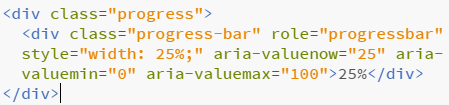 <div class="progress">
<div class="progress-bar" role="progressbar"
style="width: 25%;" aria-valuenow="25" aria-
valuemin="0" aria-valuemax="100">25%</div>
</div>